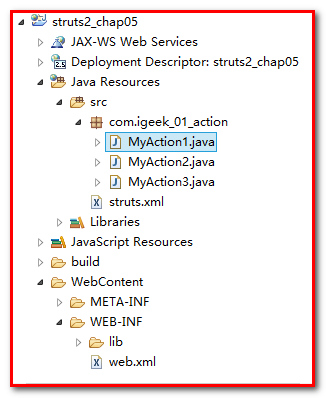 struts2_chap05
JAX-WS Web Services
Deployment Descriptor: struts2_chap05
Java Resources
src
com.igeek_01_action
MyAction1.java
MyAction2.java
MyAction3.java
struts.xml
Libraries
JavaScript Resources
build
WebContent
META-INF
WEB-INF
lib
web.xml